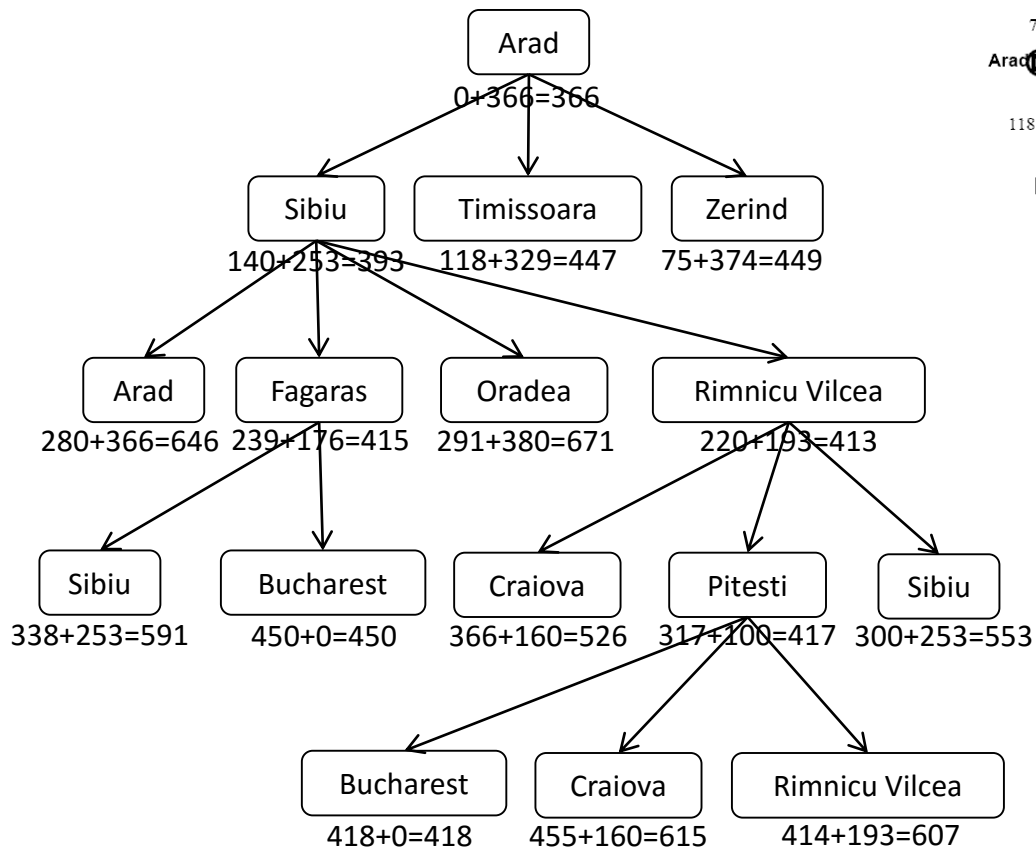 7
Arad
Arad
0+366=366
118
Sibiu Timissoara Zerind
140+253=393 118+329=447 75+374=449
Arad Fagaras Oradea Rimnicu Vilcea
280+366=646 239+176=415 291+380=671 220+193=413
Sibiu Bucharest Craiova Pitesti Sibiu
338+253=591 450+0=450 366+160=526 317+100=417 300+253=553
Bucharest Craiova Rimnicu Vilcea
418+0=418 455+160=615 414+193=607